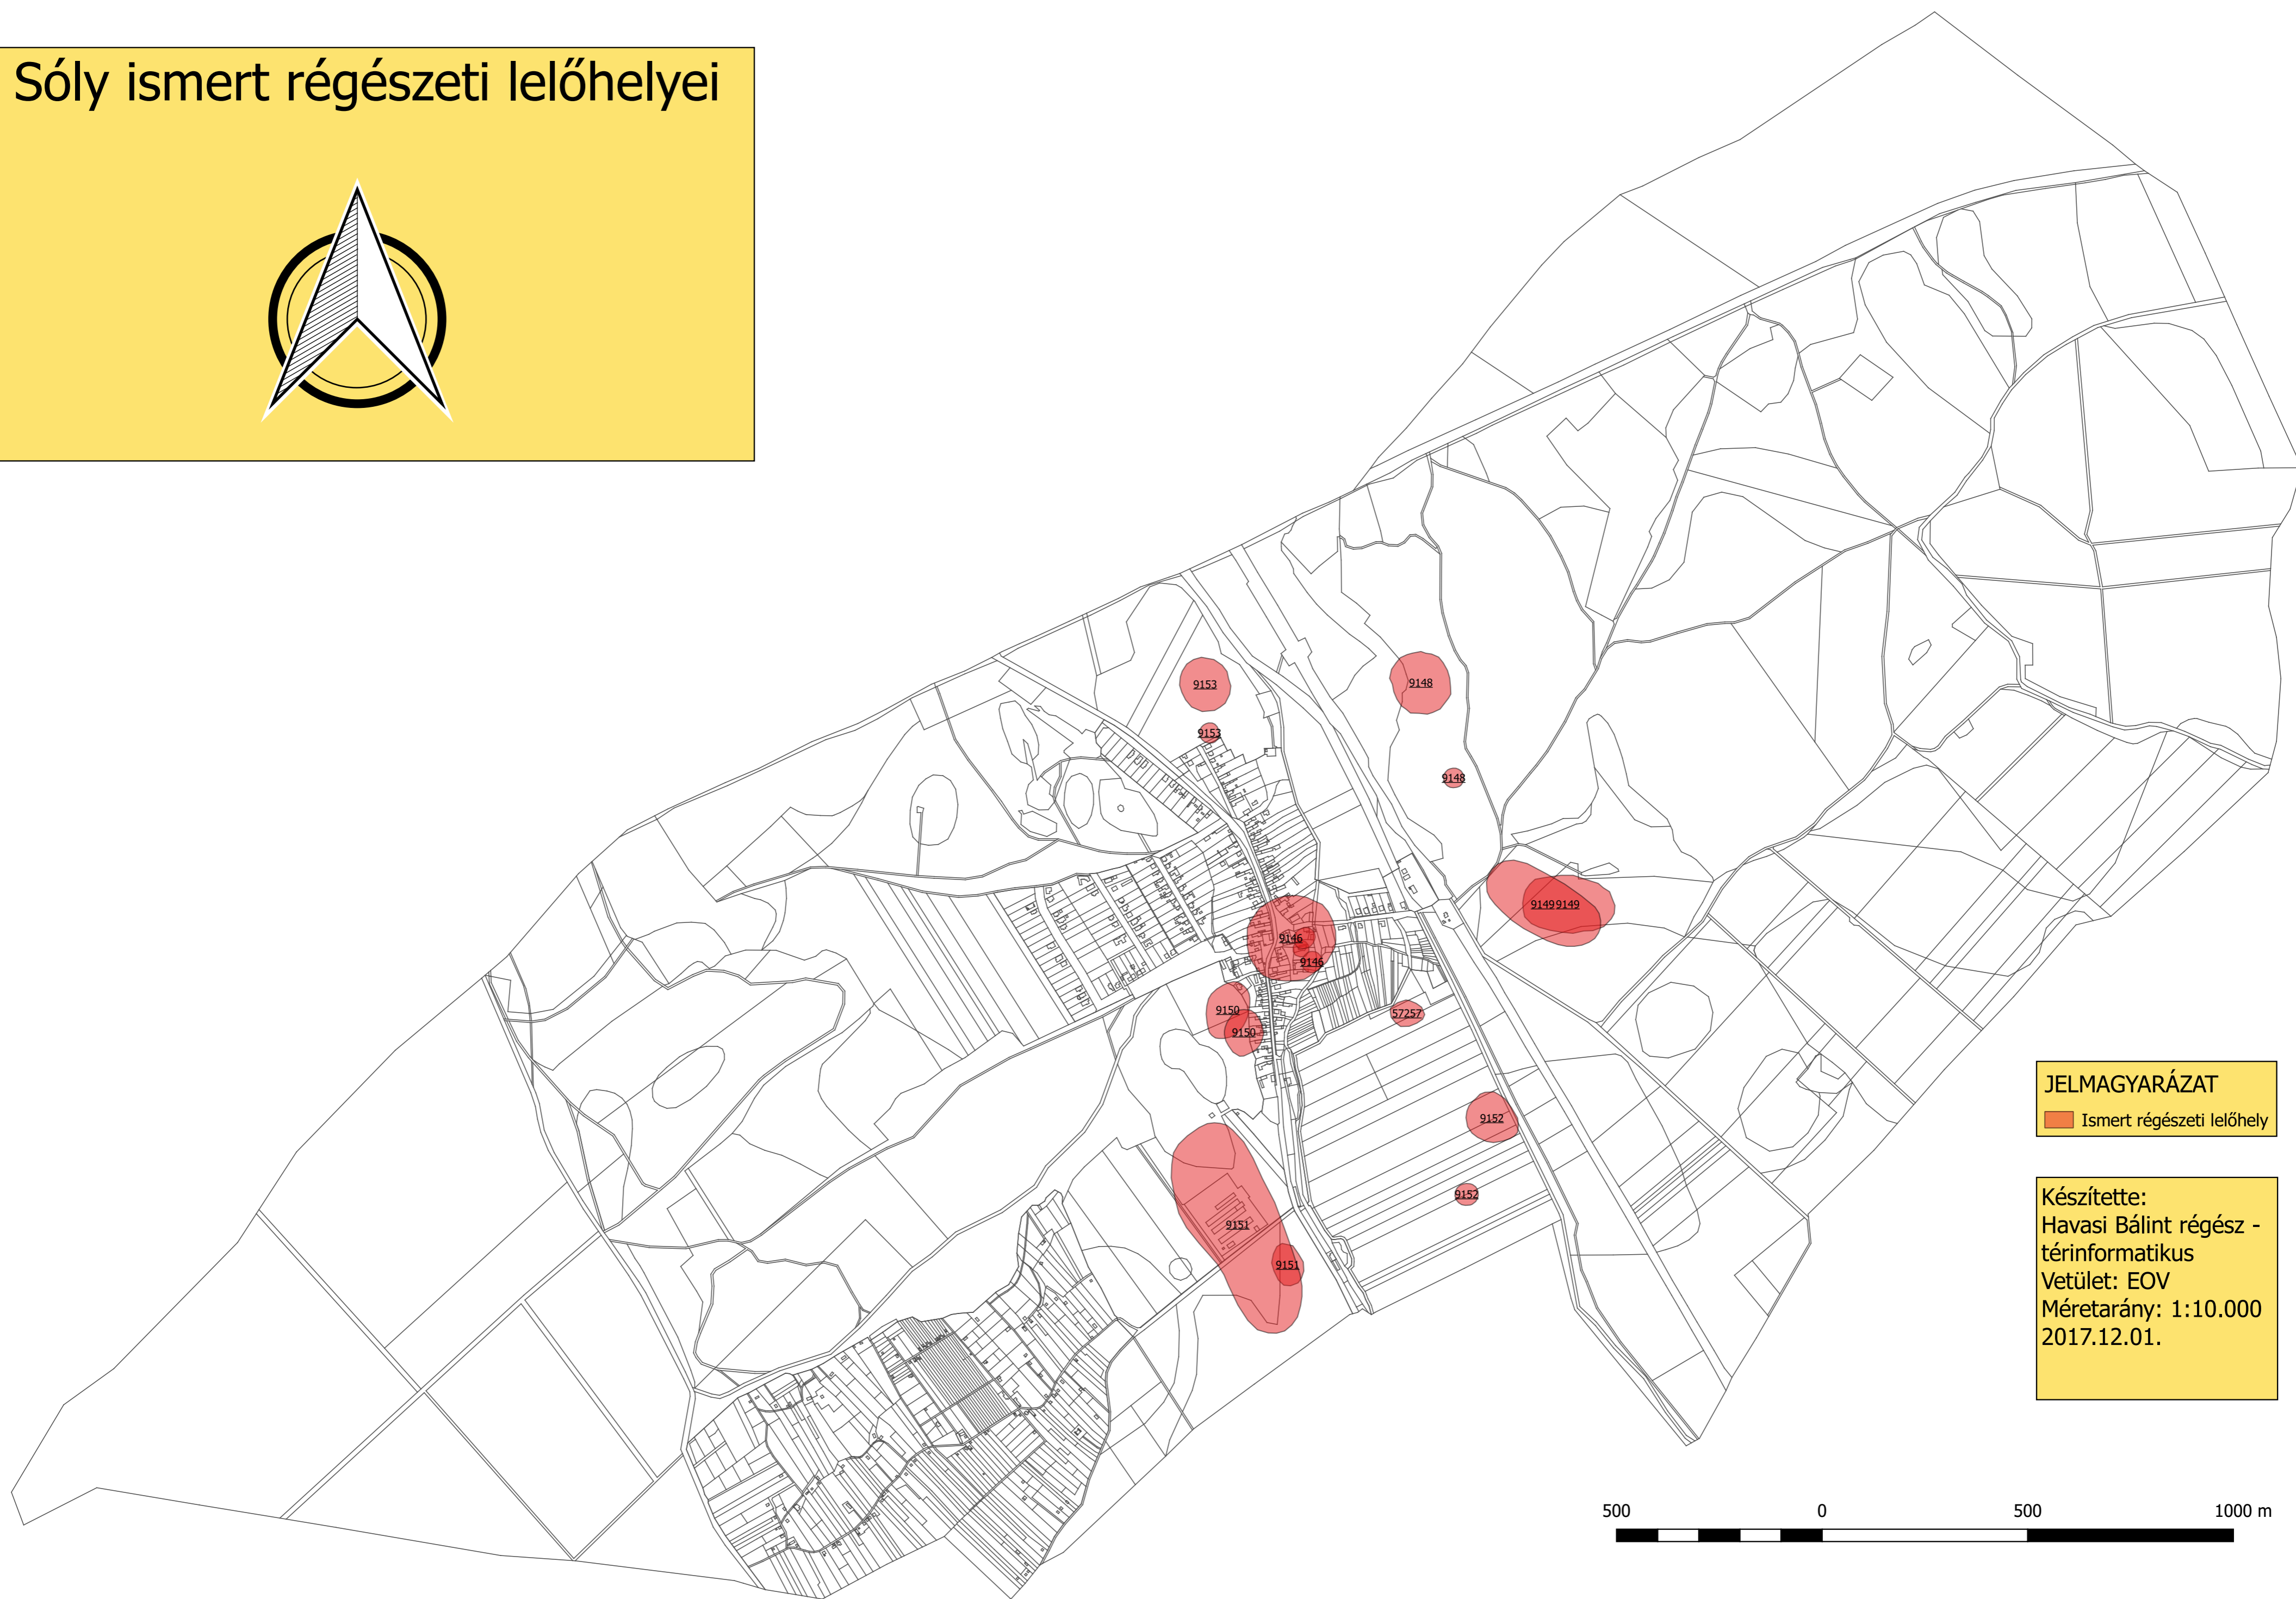 Sóly ismert régészeti lelőhelyei
9153
9148
9153
9148
9149 9149
9146
9146
9150
57257
9150
9152
9152
9151
9151
JELMAGYARÁZAT
Ismert régészeti lelőhely
Készítette:
Havasi Bálint régész -
térinformatikus
Vetület: EOV
Méretarány: 1:10.000
2017.12.01.
500 0 500 1000 m